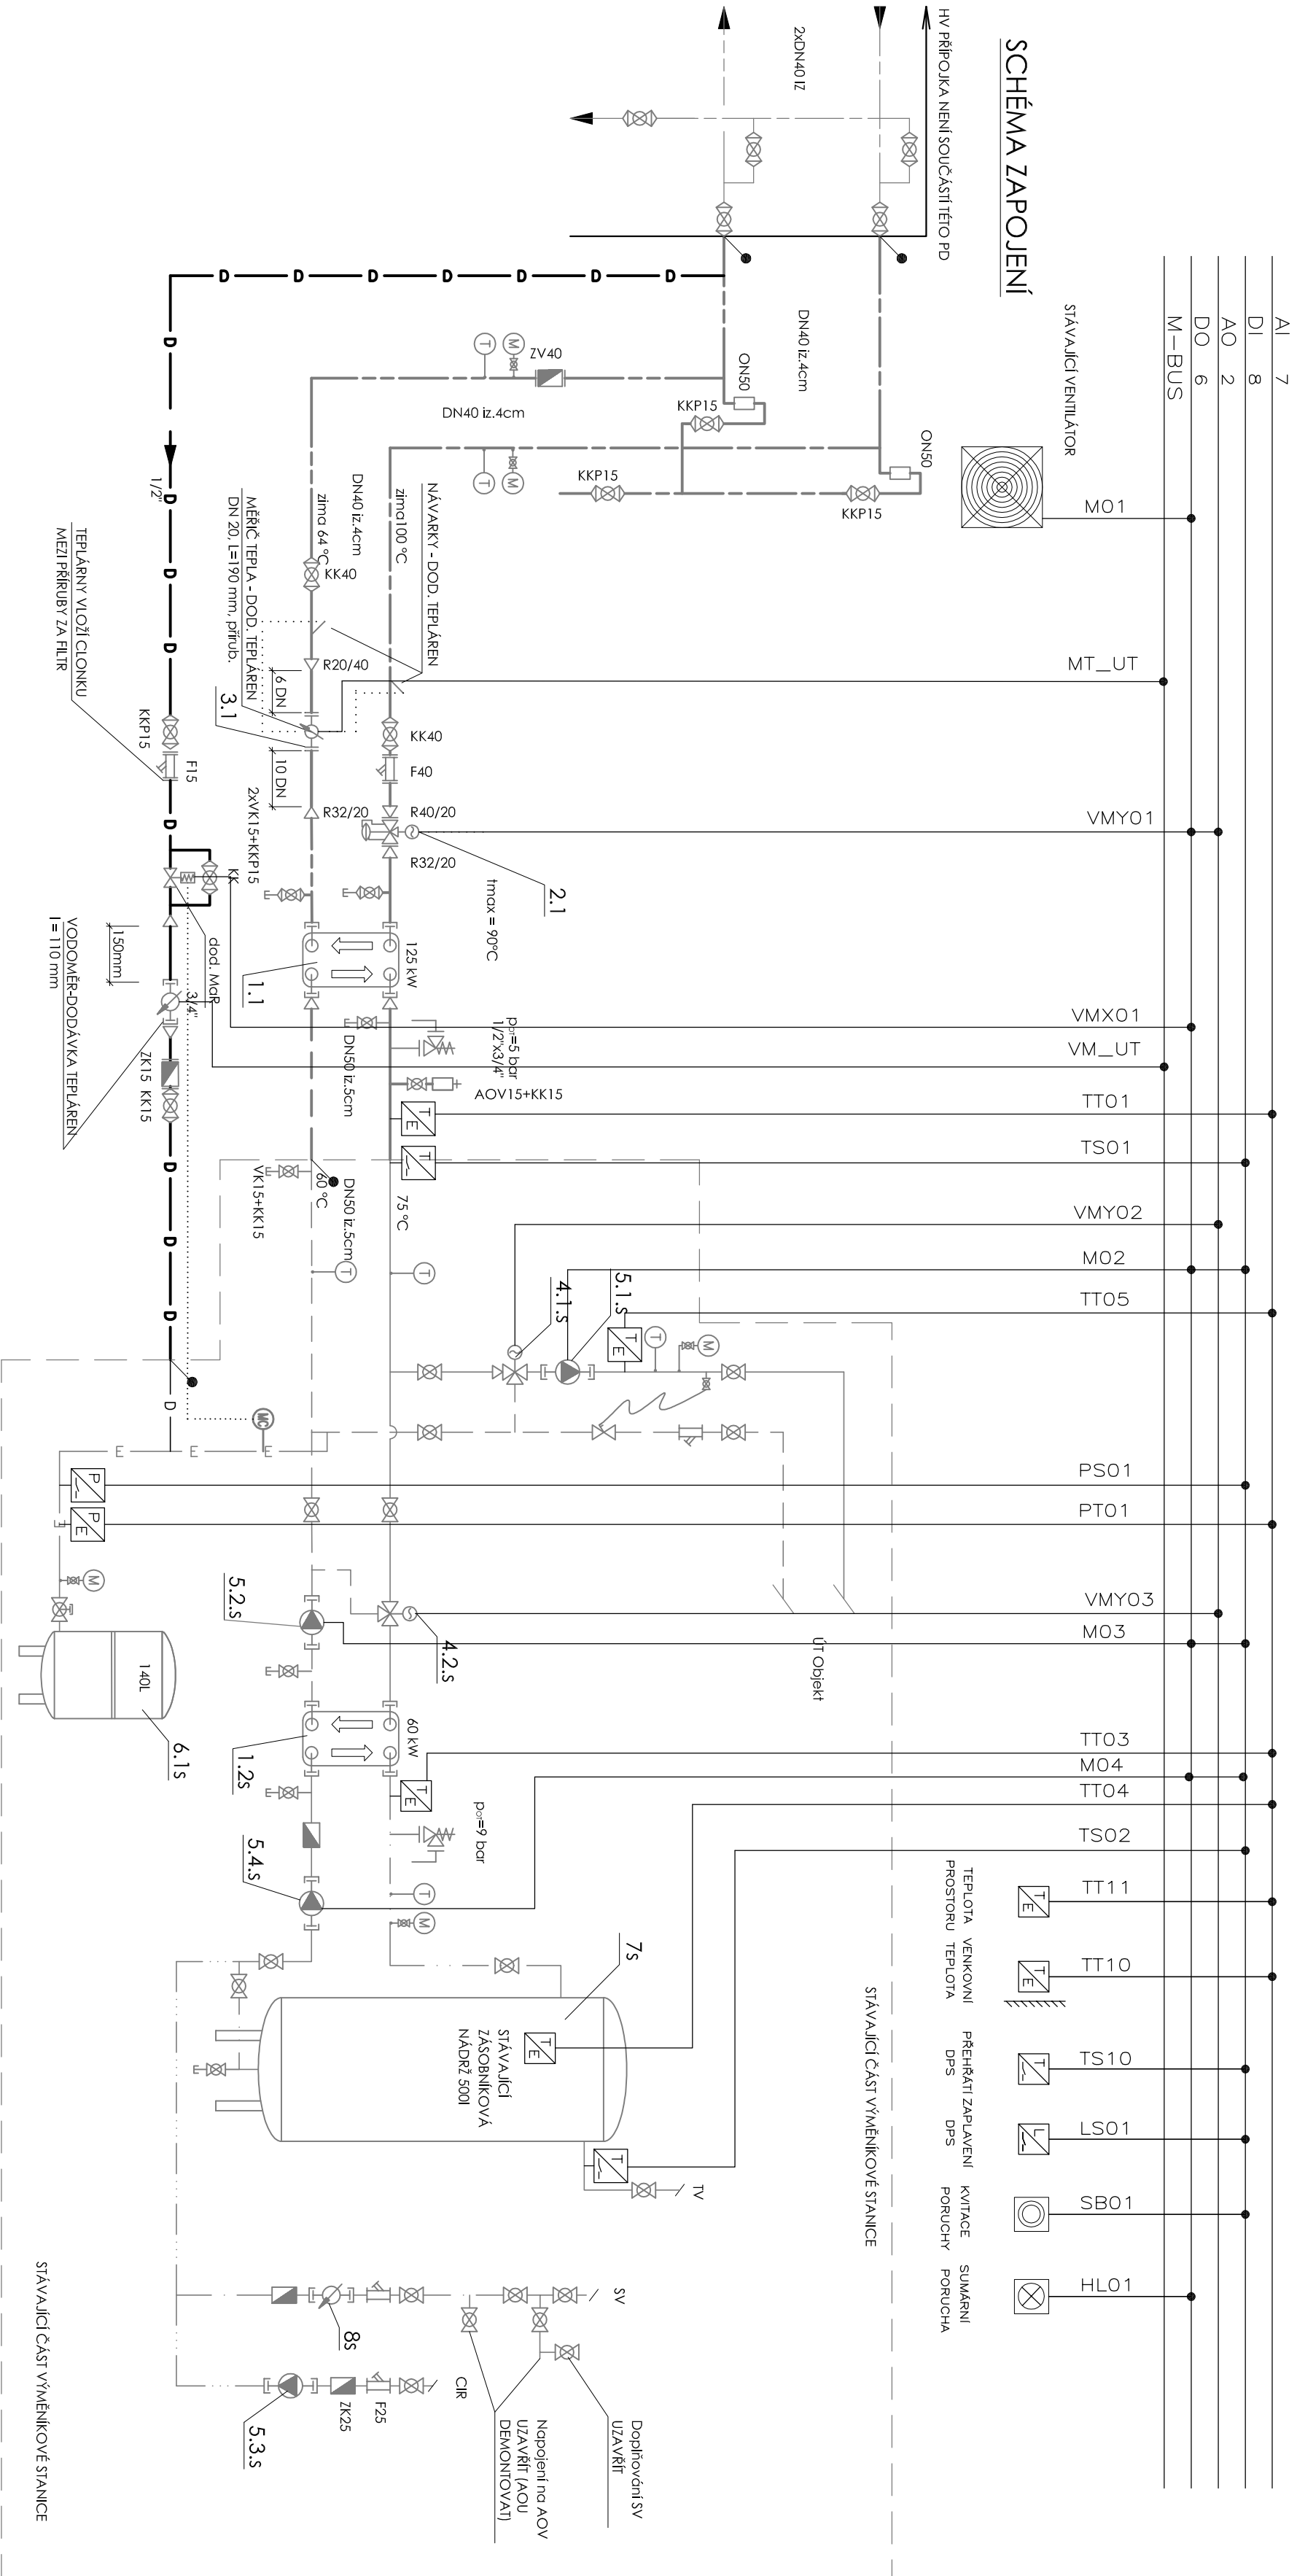 SCHÉMA ZAPOJENÍ
AI 7
DI 8
AO 2
DO 6
M-BUS
HV PŘÍPOJKA NENÍ SOUČÁSTÍ TÉTO PD
2xDN40 IZ
STÁVAJÍCÍ VENTILÁTOR
M01
MT_UT
VMY01
VMX01
VM_UT
TT01
TS01
VMY02
M02
TT05
PS01
PT01
VMY03
M03
TT03
M04
TT04
TS02
TT11
TT10
TS10
LS01
SB01
HL01
TEPLOTA
PROSTORU
VENKOVNÍ
TEPLOTA
PŘEHŘÁTÍ
DPS
ZAPLAVENÍ
DPS
KVITACE
PORUCHY
SUMÁRNÍ
PORUCHA
DN40 iz.4cm
ON50
ON50
KKP15
KKP15
KKP15
ZV40
M
T
M
T
DN40 iz.4cm
NÁVARKY - DOD. TEPLÁREN
zima100 °C
DN40 iz.4cm
zima 64 °C
KK40
MĚŘIČ TEPLA - DOD. TEPLÁREN
DN 20, L=190 mm, přírub.
R20/40
6 DN
3.1
10 DN
R32/20
KK40
F40
R40/20
R32/20
2.1
tmax = 90°C
2xVK15+KKP15
125 kW
1.1
pot=5 bar
1/2"x3/4"
AOV15+KK15
DN50 iz.5cm
T E
T
75 °C
DN50 iz.5cm
60 °C
VK15+KK15
T
T
D D D D D D D
D D D D D
1/2"
TEPLÁRNY VLOŽÍ CLONKU
MEZI PŘÍRUBY ZA FILTR
KKP15
F15
D
KK
dod. MaR
150mm
3/4"
VODOMĚR-DODÁVKA TEPLÁREN
l = 110 mm
ZK15 KK15
D D D
D
MC
E E E
4.1.s
5.1.s
T E
T
M
P
P E
M
140L
6.1s
5.2.s
4.2.s
ÚT Objekt
60 kW
1.2s
T E
pot=9 bar
5.4.s
T
M
7s
STÁVAJÍCÍ
ZÁSOBNÍKOVÁ
NÁDRŽ 500l
T E
T
TV
T E
T E
T
L
STÁVAJÍCÍ ČÁST VÝMĚNÍKOVÉ STANICE
SV
8s
CIR
F25
ZK25
5.3.s
Doplňování SV
UZAVŘÍT
Napojení na AOV
UZAVŘÍT (AOU
DEMONTOVAT)
STÁVAJÍCÍ ČÁST VÝMĚNÍKOVÉ STANICE